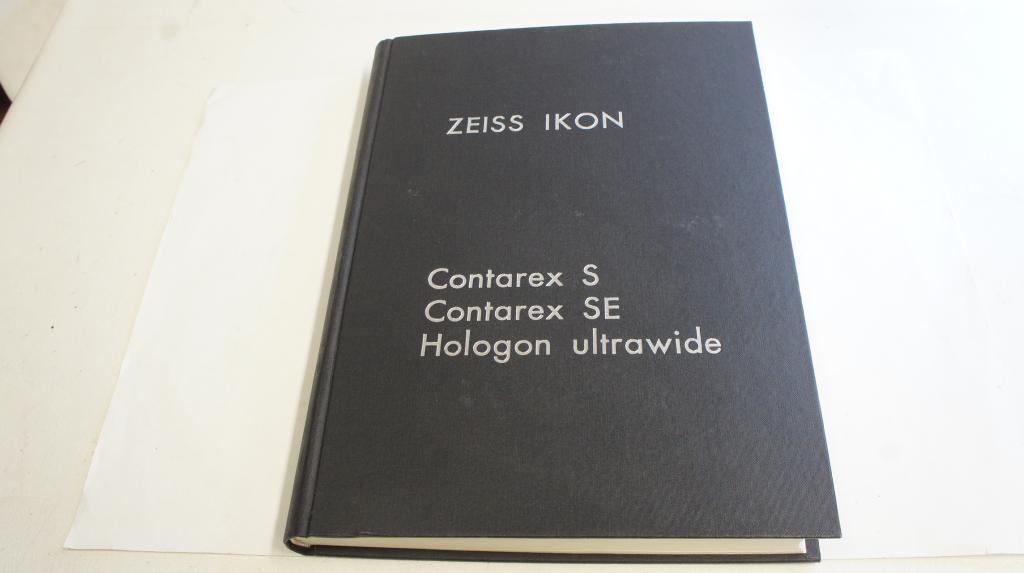 ZEISS IKON
Contarex S
Contarex SE
Hologon ultrawide